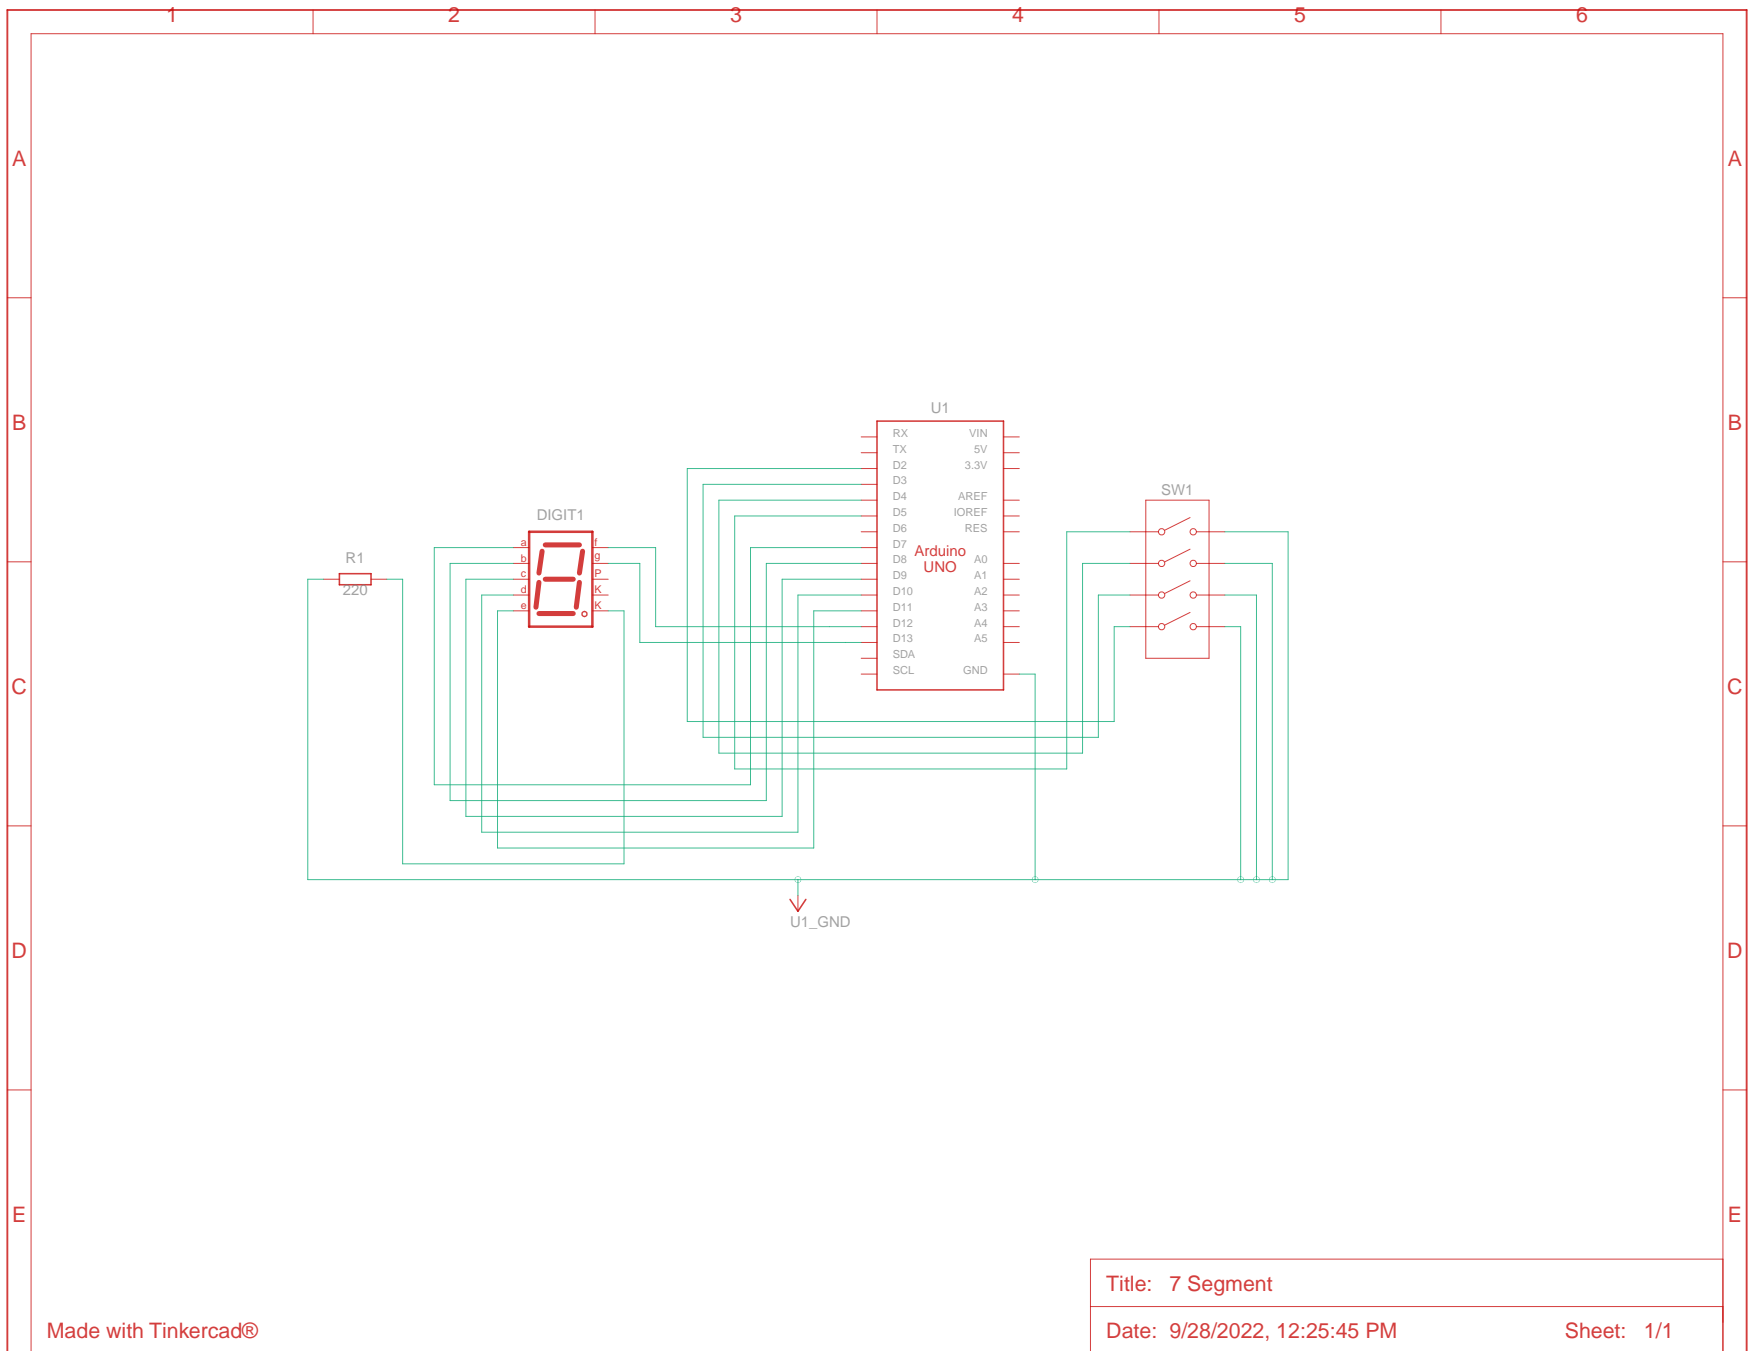 1 2 3 4 5 6
A A
B B
C C
D D
E E
U1
RX VIN
TX 5V
D2 3.3V
D3
D4 AREF
D5 IOREF
D6 RES
D7
Arduino
UNO
D8 A0
D9 A1
D10 A2
D11 A3
D12 A4
D13 A5
SDA
SCL GND
SW1
DIGIT1
a f
b g
c P
d K
e K
R1
220
U1_GND
Title: 7 Segment
Made with Tinkercad®
Date: 9/28/2022, 12:25:45 PM Sheet: 1/1